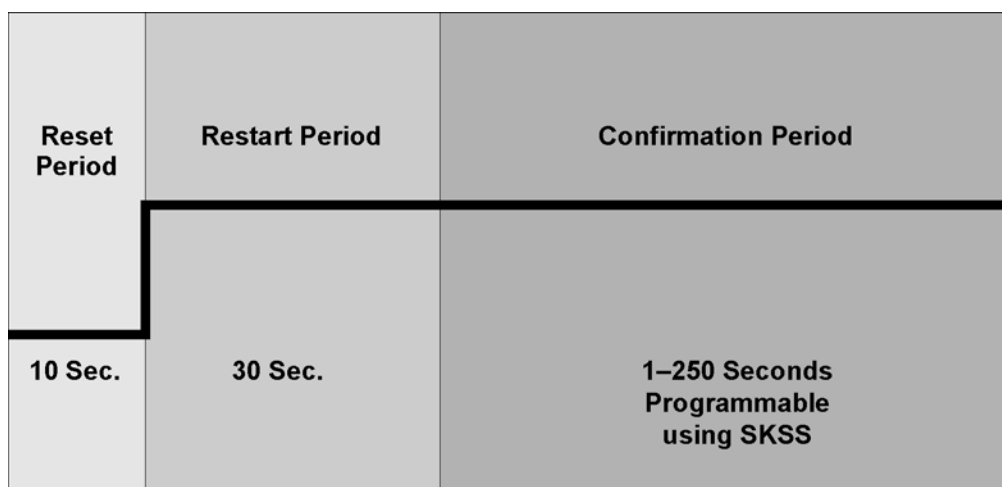 Reset
Period
Restart Period
Confirmation Period
10 Sec.
30 Sec.
1–250 Seconds
Programmable
using SKSS